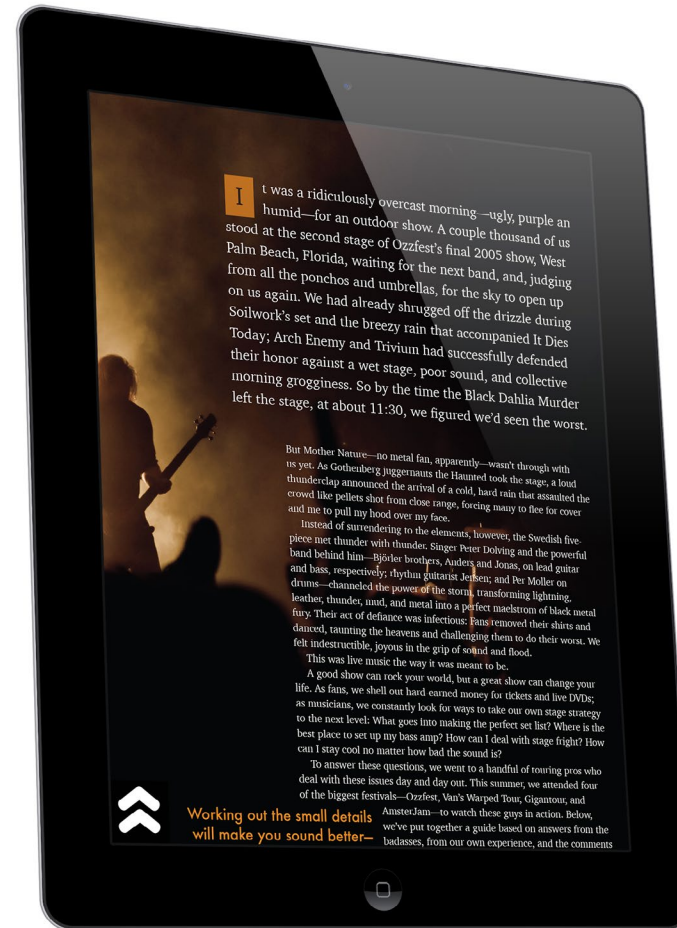 It was a ridiculously overcast morning—ugly, purple an
humid—for an outdoor show. A couple thousand of us
stood at the second stage of Ozzfest's final 2005 show, West
Palm Beach, Florida, waiting for the next band, and, judging
from all the ponchos and umbrellas, for the sky to open up
on us again. We had already shrugged off the drizzle during
Soilwork's set and the breezy rain that accompanied It Dies
Today; Arch Enemy and Trivium had successfully defended
their honor against a wet stage, poor sound, and collective
morning grogginess. So by the time the Black Dahlia Murder
left the stage, at about 11:30, we figured we'd seen the worst.
But Mother Nature—no metal fan, apparently—wasn't through with
us yet. As Gothenberg juggernauts the Haunted took the stage, a loud
thunderclap announced the arrival of a cold, hard rain that assaulted the
crowd like pellets shot from close range, forcing many to flee for cover
and me to pull my hood over my face.
Instead of surrendering to the elements, however, the Swedish five-
piece met thunder with thunder. Singer Peter Dolving and the powerful
band behind him—Björler brothers, Anders and Jonas, on lead guitar
and bass, respectively; rhythm guitarist Jensen; and Per Moller on
drums—channeled the power of the storm, transforming lightning,
leather, thunder, mud, and metal into a perfect maelstrom of black metal
fury. Their act of defiance was infectious: Fans removed their shirts and
danced, taunting the heavens and challenging them to do their worst. We
felt indestructible, joyous in the grip of sound and flood.
This was live music the way it was meant to be.
A good show can rock your world, but a great show can change your
life. As fans, we shell out hard earned money for tickets and live DVDs;
as musicians, we constantly look for ways to take our own stage strategy
to the next level: What goes into making the perfect set list? Where is the
best place to set up my bass amp? How can I deal with stage fright? How
can I stay cool no matter how bad the sound is?
To answer these questions, we went to a handful of touring pros who
deal with these issues day and day out. This summer, we attended four
of the biggest festivals—Ozzfest, Van's Warped Tour, Gigantour, and
AmsterJam—to watch these guys in action. Below,
we've put together a guide based on answers from the
badasses, from our own experience, and the comments
Working out the small details
will make you sound better—